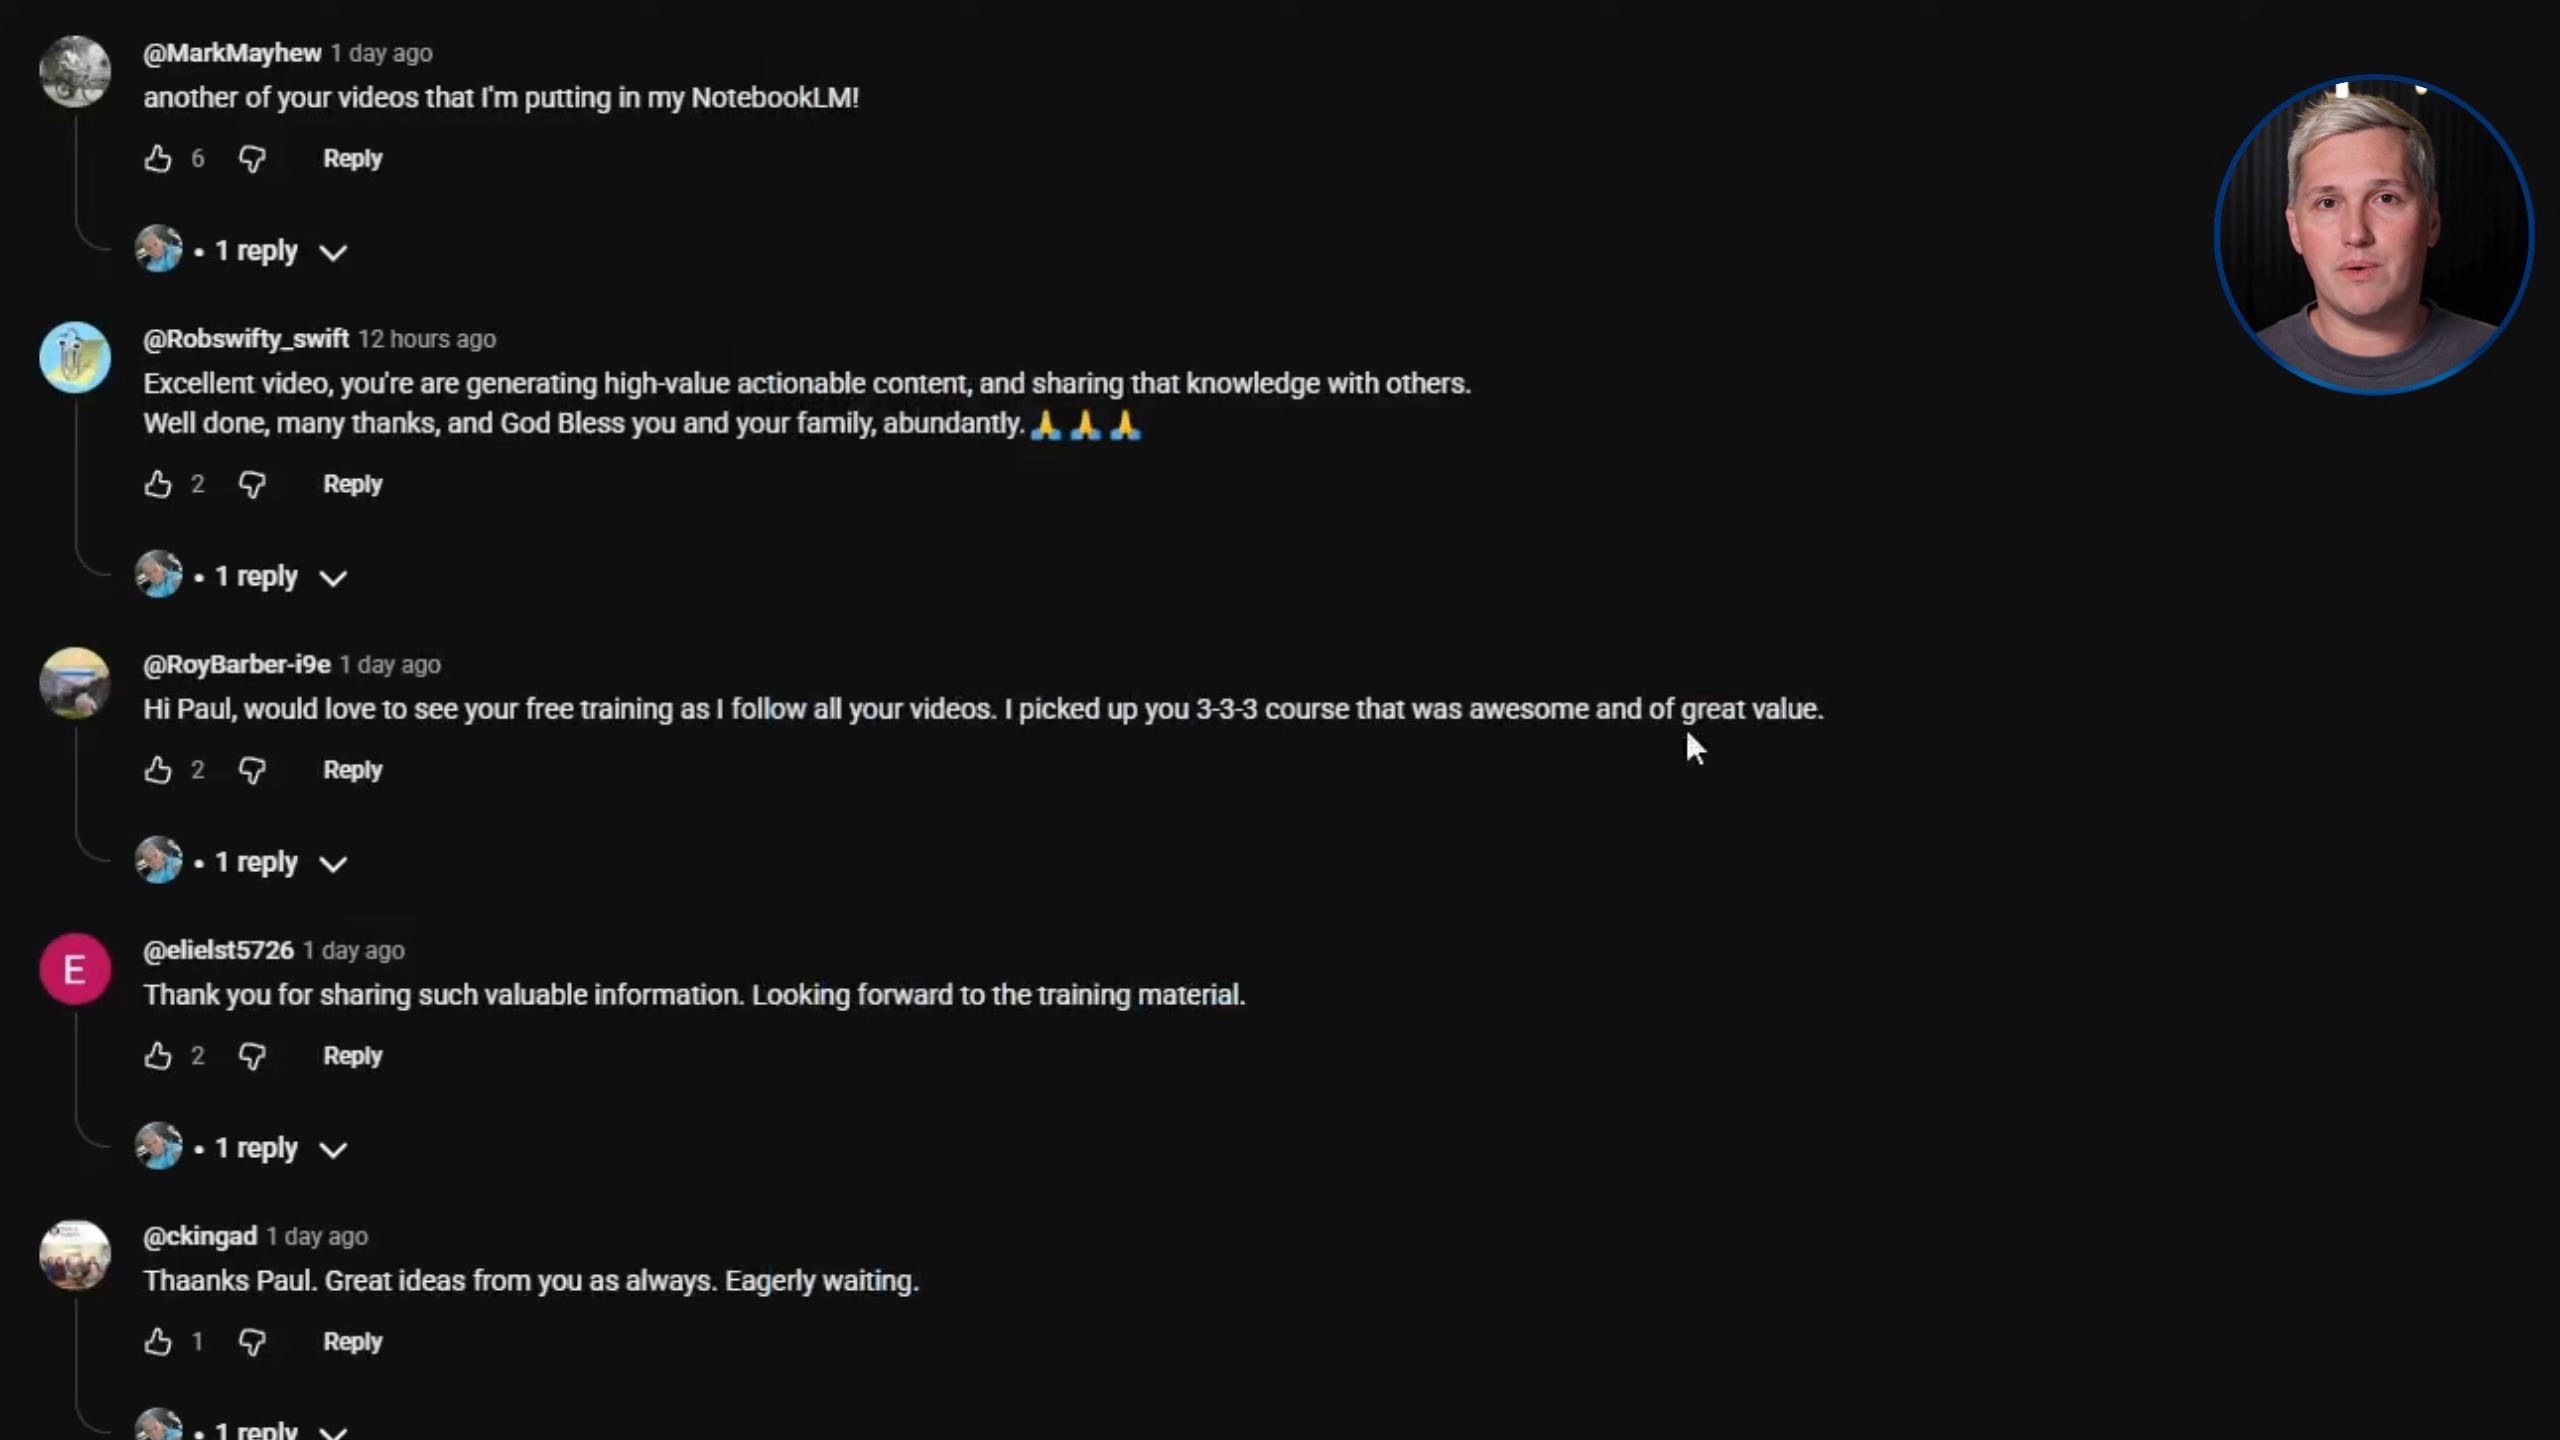 @MarkMayhew 1 day ago
another of your videos that I'm putting in my NotebookLM!
6 Reply
• 1 reply
@Robswifty_swift 12 hours ago
Excellent video, you're are generating high-value actionable content, and sharing that knowledge with others.
Well done, many thanks, and God Bless you and your family, abundantly.🙏🙏🙏
2 Reply
• 1 reply
@RoyBarber-i9e 1 day ago
Hi Paul, would love to see your free training as I follow all your videos. I picked up you 3-3-3 course that was awesome and of great value.
2 Reply
• 1 reply
E
@elielst5726 1 day ago
Thank you for sharing such valuable information. Looking forward to the training material.
2 Reply
• 1 reply
@ckingad 1 day ago
Thaanks Paul. Great ideas from you as always. Eagerly waiting.
1 Reply
• 1 reply